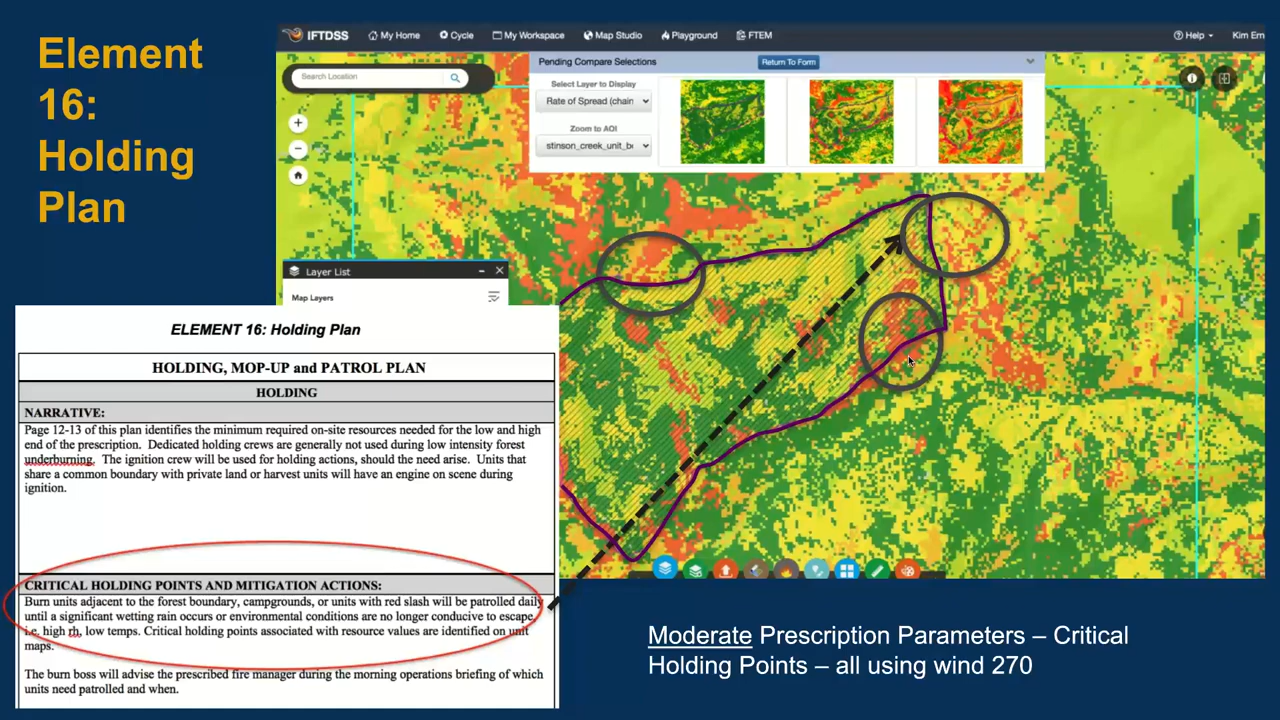 Element
16:
Holding
Plan
IFTDSS My Home Cycle My Workspace Map Studio Playground FTEM Help Kim Em
Search Location
Pending Compare Selections Return To Form
Select Layer to Display
Rate of Spread (chain
Zoom to AOI
stinson_creek_unit_b
Layer List
Map Layers
ELEMENT 16: Holding Plan
HOLDING, MOP-UP and PATROL PLAN
HOLDING
NARRATIVE:
Page 12-13 of this plan identifies the minimum required on-site resources needed for the low and high
end of the prescription. Dedicated holding crews are generally not used during low intensity forest
underburning. The ignition crew will be used for holding actions, should the need arise. Units that
share a common boundary with private land or harvest units will have an engine on scene during
ignition.
CRITICAL HOLDING POINTS AND MITIGATION ACTIONS:
Burn units adjacent to the forest boundary, campgrounds, or units with red slash will be patrolled daily
until a significant wetting rain occurs or environmental conditions are no longer conducive to escape,
i.e. high rh, low temps. Critical holding points associated with resource values are identified on unit
maps.
The burn boss will advise the prescribed fire manager during the morning operations briefing of which
units need patrolled and when.
Moderate Prescription Parameters – Critical
Holding Points – all using wind 270